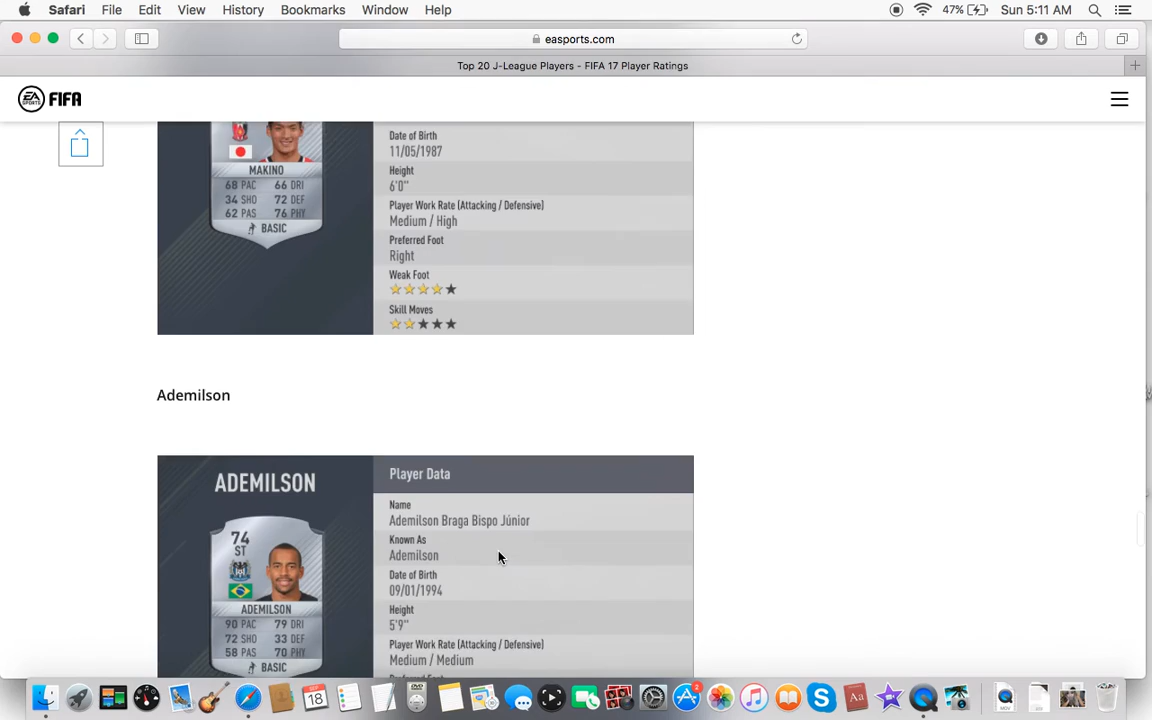 Safari File Edit View History Bookmarks Window Help 47% Sun 5:11 AM
easports.com
Top 20 J-League Players - FIFA 17 Player Ratings
EA SPORTS FIFA
MAKINO
68 PAC 66 DRI
34 SHO 72 DEF
62 PAS 76 PHY
BASIC
Date of Birth
11/05/1987
Height
6'0"
Player Work Rate (Attacking / Defensive)
Medium / High
Preferred Foot
Right
Weak Foot
Skill Moves
Ademilson
ADEMILSON
74
ST
ADEMILSON
90 PAC 79 DRI
72 SHO 33 DEF
58 PAS 70 PHY
BASIC
Player Data
Name
Ademilson Braga Bispo Júnior
Known As
Ademilson
Date of Birth
09/01/1994
Height
5'9"
Player Work Rate (Attacking / Defensive)
Medium / Medium
SEP
18
2